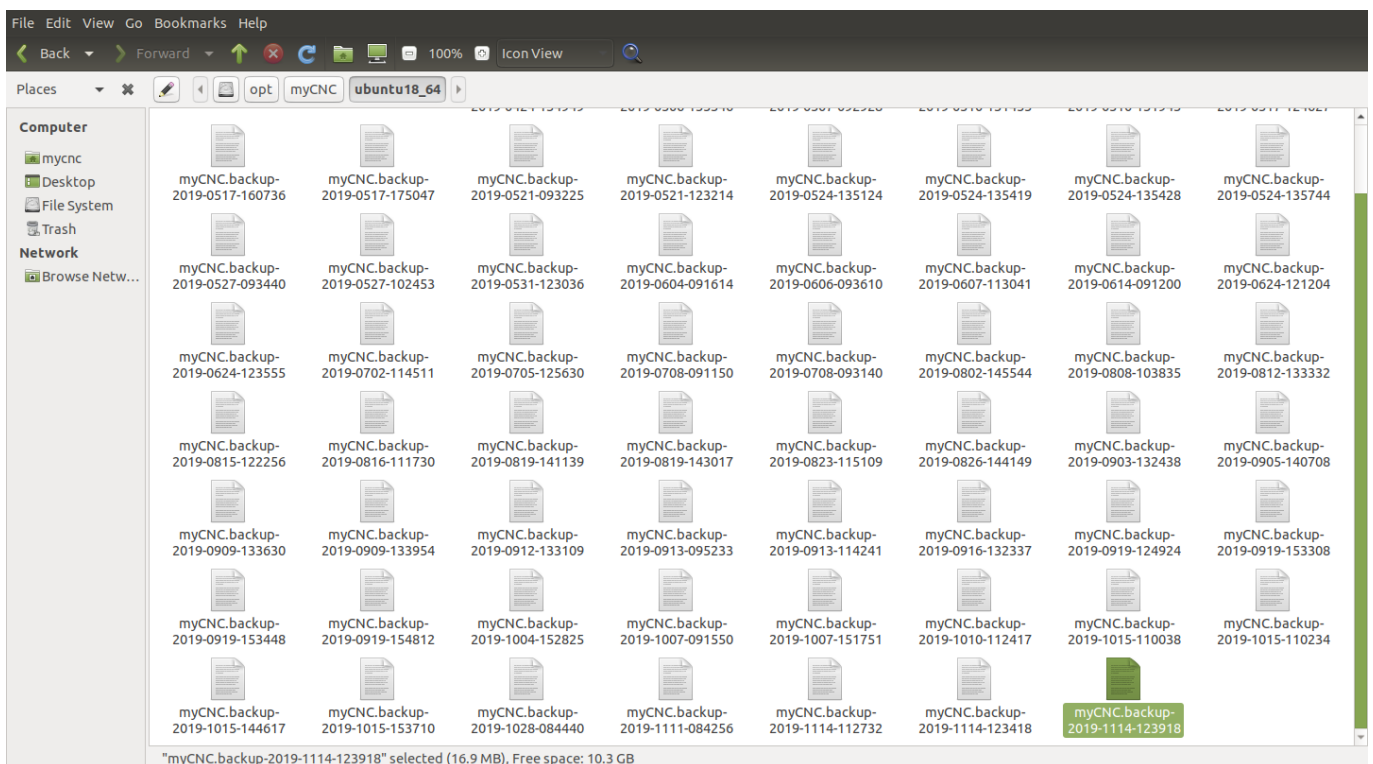 File Edit View Go Bookmarks Help
Back Forward 100% Icon View
Places opt myCNC ubuntu18_64
Computer
mycnc
Desktop
File System
Trash
Network
Browse Netw...
myCNC.backup- myCNC.backup- myCNC.backup- myCNC.backup- myCNC.backup- myCNC.backup- myCNC.backup- myCNC.backup-
2019-0517-160736 2019-0517-175047 2019-0521-093225 2019-0521-123214 2019-0524-135124 2019-0524-135419 2019-0524-135428 2019-0524-135744
myCNC.backup- myCNC.backup- myCNC.backup- myCNC.backup- myCNC.backup- myCNC.backup- myCNC.backup- myCNC.backup-
2019-0527-093440 2019-0527-102453 2019-0531-123036 2019-0604-091614 2019-0606-093610 2019-0607-113041 2019-0614-091200 2019-0624-121204
myCNC.backup- myCNC.backup- myCNC.backup- myCNC.backup- myCNC.backup- myCNC.backup- myCNC.backup- myCNC.backup-
2019-0624-123555 2019-0702-114511 2019-0705-125630 2019-0708-091150 2019-0708-093140 2019-0802-145544 2019-0808-103835 2019-0812-133332
myCNC.backup- myCNC.backup- myCNC.backup- myCNC.backup- myCNC.backup- myCNC.backup- myCNC.backup- myCNC.backup-
2019-0815-122256 2019-0816-111730 2019-0819-141139 2019-0819-143017 2019-0823-115109 2019-0826-144149 2019-0903-132438 2019-0905-140708
myCNC.backup- myCNC.backup- myCNC.backup- myCNC.backup- myCNC.backup- myCNC.backup- myCNC.backup- myCNC.backup-
2019-0909-133630 2019-0909-133954 2019-0912-133109 2019-0913-095233 2019-0913-114241 2019-0916-132337 2019-0919-124924 2019-0919-153308
myCNC.backup- myCNC.backup- myCNC.backup- myCNC.backup- myCNC.backup- myCNC.backup- myCNC.backup- myCNC.backup-
2019-0919-153448 2019-0919-154812 2019-1004-152825 2019-1007-091550 2019-1007-151751 2019-1010-112417 2019-1015-110038 2019-1015-110234
myCNC.backup- myCNC.backup- myCNC.backup- myCNC.backup- myCNC.backup- myCNC.backup- myCNC.backup-
2019-1015-144617 2019-1015-153710 2019-1028-084440 2019-1111-084256 2019-1114-112732 2019-1114-123418 2019-1114-123918
"myCNC.backup-2019-1114-123918" selected (16.9 MB), Free space: 10.3 GB